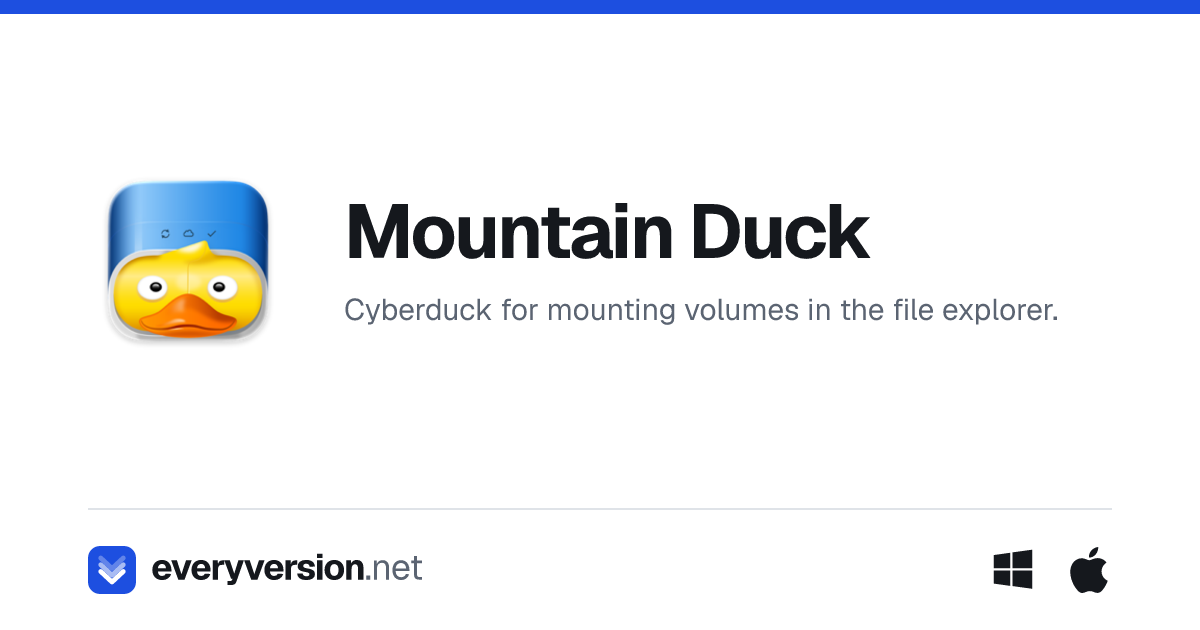 Mountain Duck
Cyberduck for mounting volumes in the file explorer.
everyversion.net